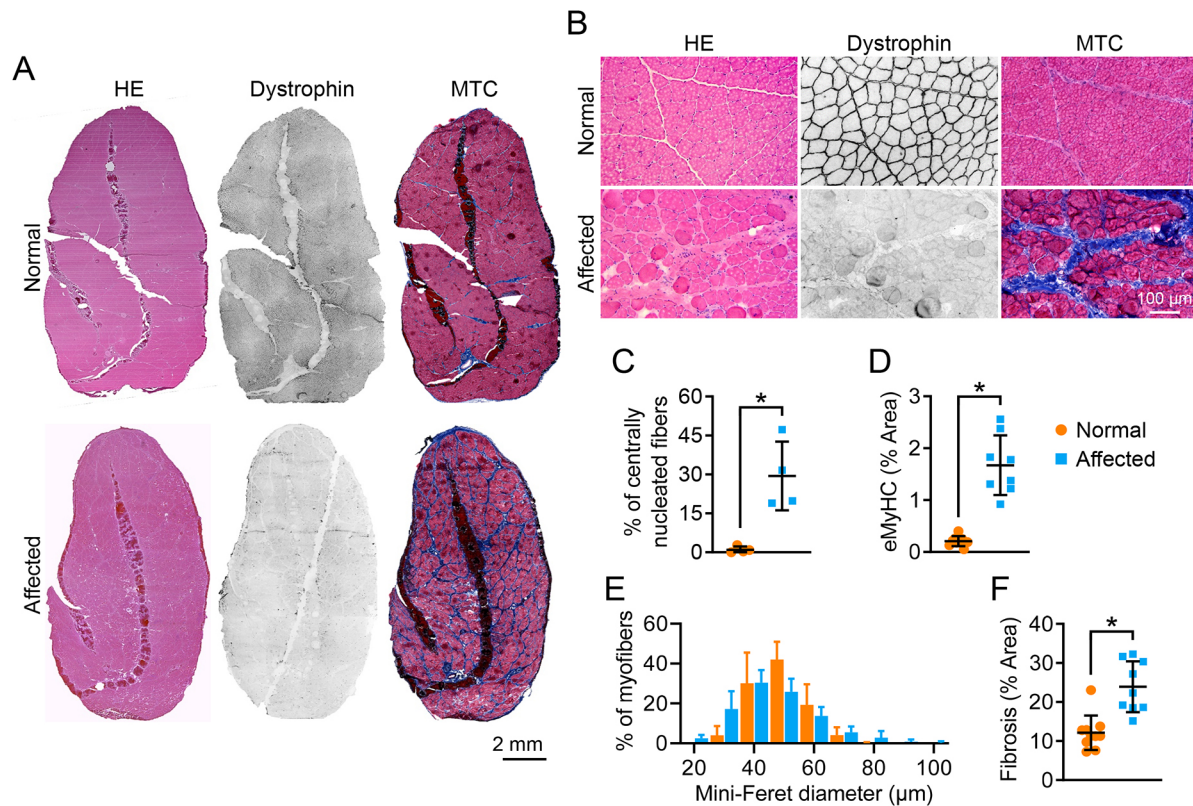 A
HE
Dystrophin
MTC
Normal
Affected
2 mm
B
HE
Dystrophin
MTC
Normal
Affected
100 µm
C
% of centrally
nucleated fibers
60
45
30
15
0
*
D
eMyHC (% Area)
3
2
1
0
*
Normal
Affected
E
% of myofibers
60
40
20
0
20
40
60
80
100
Mini-Feret diameter (µm)
F
Fibrosis (% Area)
40
30
20
10
0
*